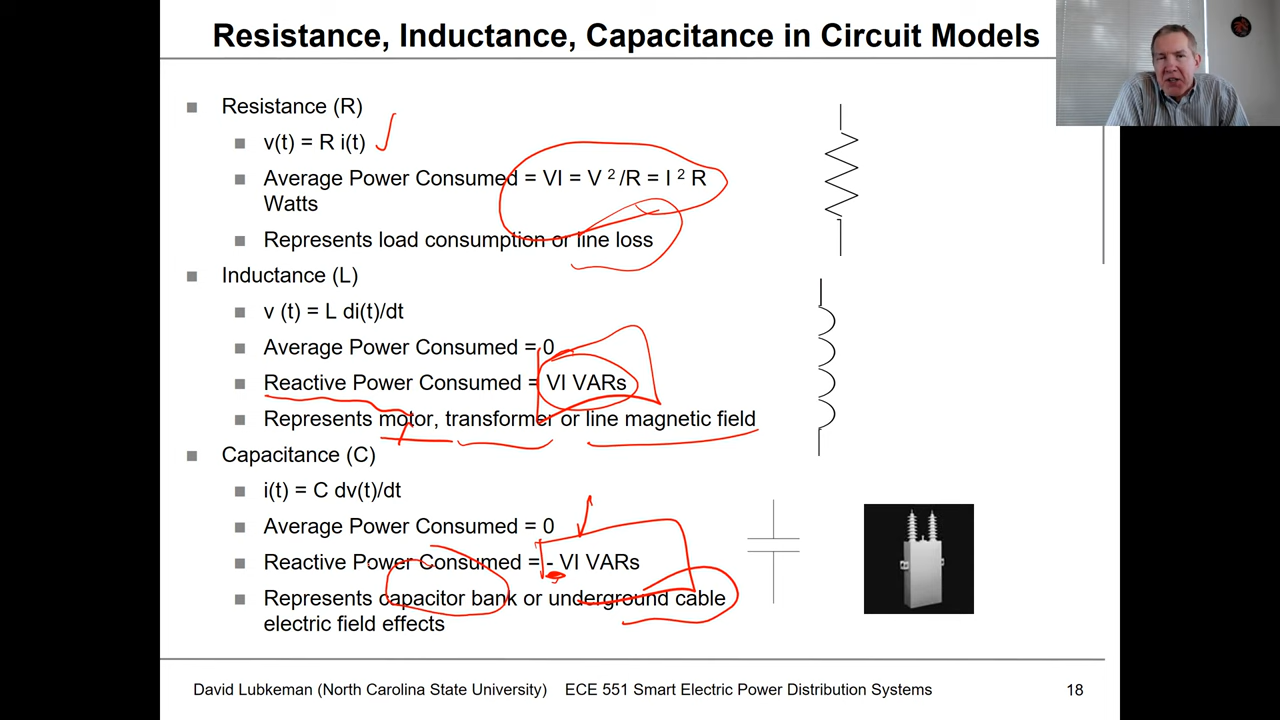 Resistance, Inductance, Capacitance in Circuit Models
Resistance (R)
v(t) = R i(t)
Average Power Consumed = VI = V ² /R = I ² R
Watts
Represents load consumption or line loss
Inductance (L)
v (t) = L di(t)/dt
Average Power Consumed = 0
Reactive Power Consumed = VI VARs
Represents motor, transformer or line magnetic field
Capacitance (C)
i(t) = C dv(t)/dt
Average Power Consumed = 0
Reactive Power Consumed = - VI VARs
Represents capacitor bank or underground cable
electric field effects
David Lubkeman (North Carolina State University) ECE 551 Smart Electric Power Distribution Systems 18